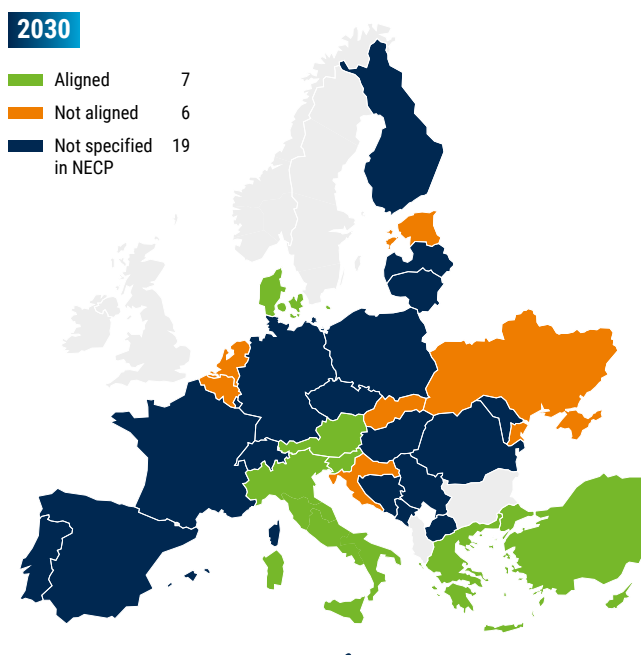 2030
Aligned 7
Not aligned 6
Not specified 19
in NECP